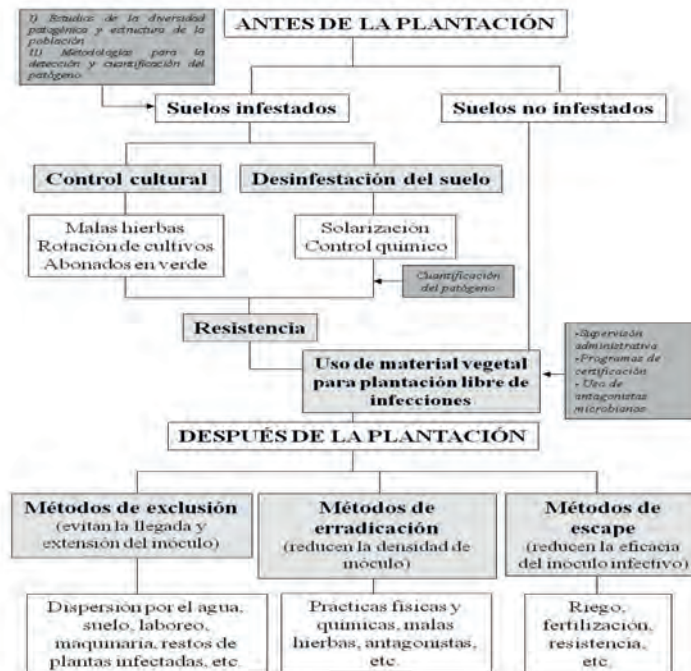 ANTES DE LA PLANTACIÓN
I) Estudios de la diversidad
patogénica y estructura de la
población
II) Metodologías para la
detección y cuantificación del
patógeno
Suelos infestados
Suelos no infestados
Control cultural
Desinfestación del suelo
Malas hierbas
Rotación de cultivos
Abonados en verde
Solarización
Control químico
Cuantificación
del patógeno
Resistencia
Uso de material vegetal
para plantación libre de
infecciones
-Supervisón
administrativa
-Programas de
certificación
- Uso de
antagonistas
microbianos
DESPUÉS DE LA PLANTACIÓN
Métodos de exclusión
(evitan la llegada y
extensión del inóculo)
Métodos de
erradicación
(reducen la densidad de
inóculo)
Métodos de
escape
(reducen la eficacia
del inoculo infectivo)
Dispersión por el agua,
suelo, laboreo,
maquinaria, restos de
plantas infectadas, etc.
Practicas físicas y
químicas, malas
hierbas, antagonistas,
etc.
Riego,
fertilización,
resistencia,
etc.